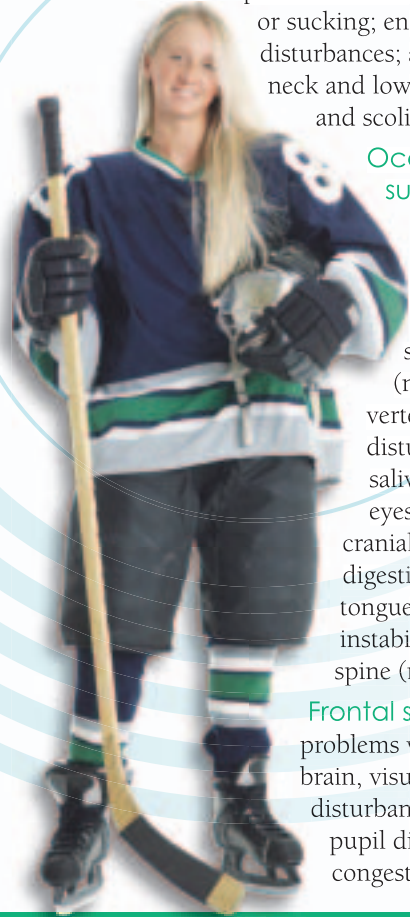 or sucking; en
disturbances; a
neck and low
and scoli
Occ
su
8
s
(r
verte
distu
saliv
eyes
cranial
digesti
tongue
instabi
spine (r
Frontal s
problems
brain, visu
disturban
pupil di
congest